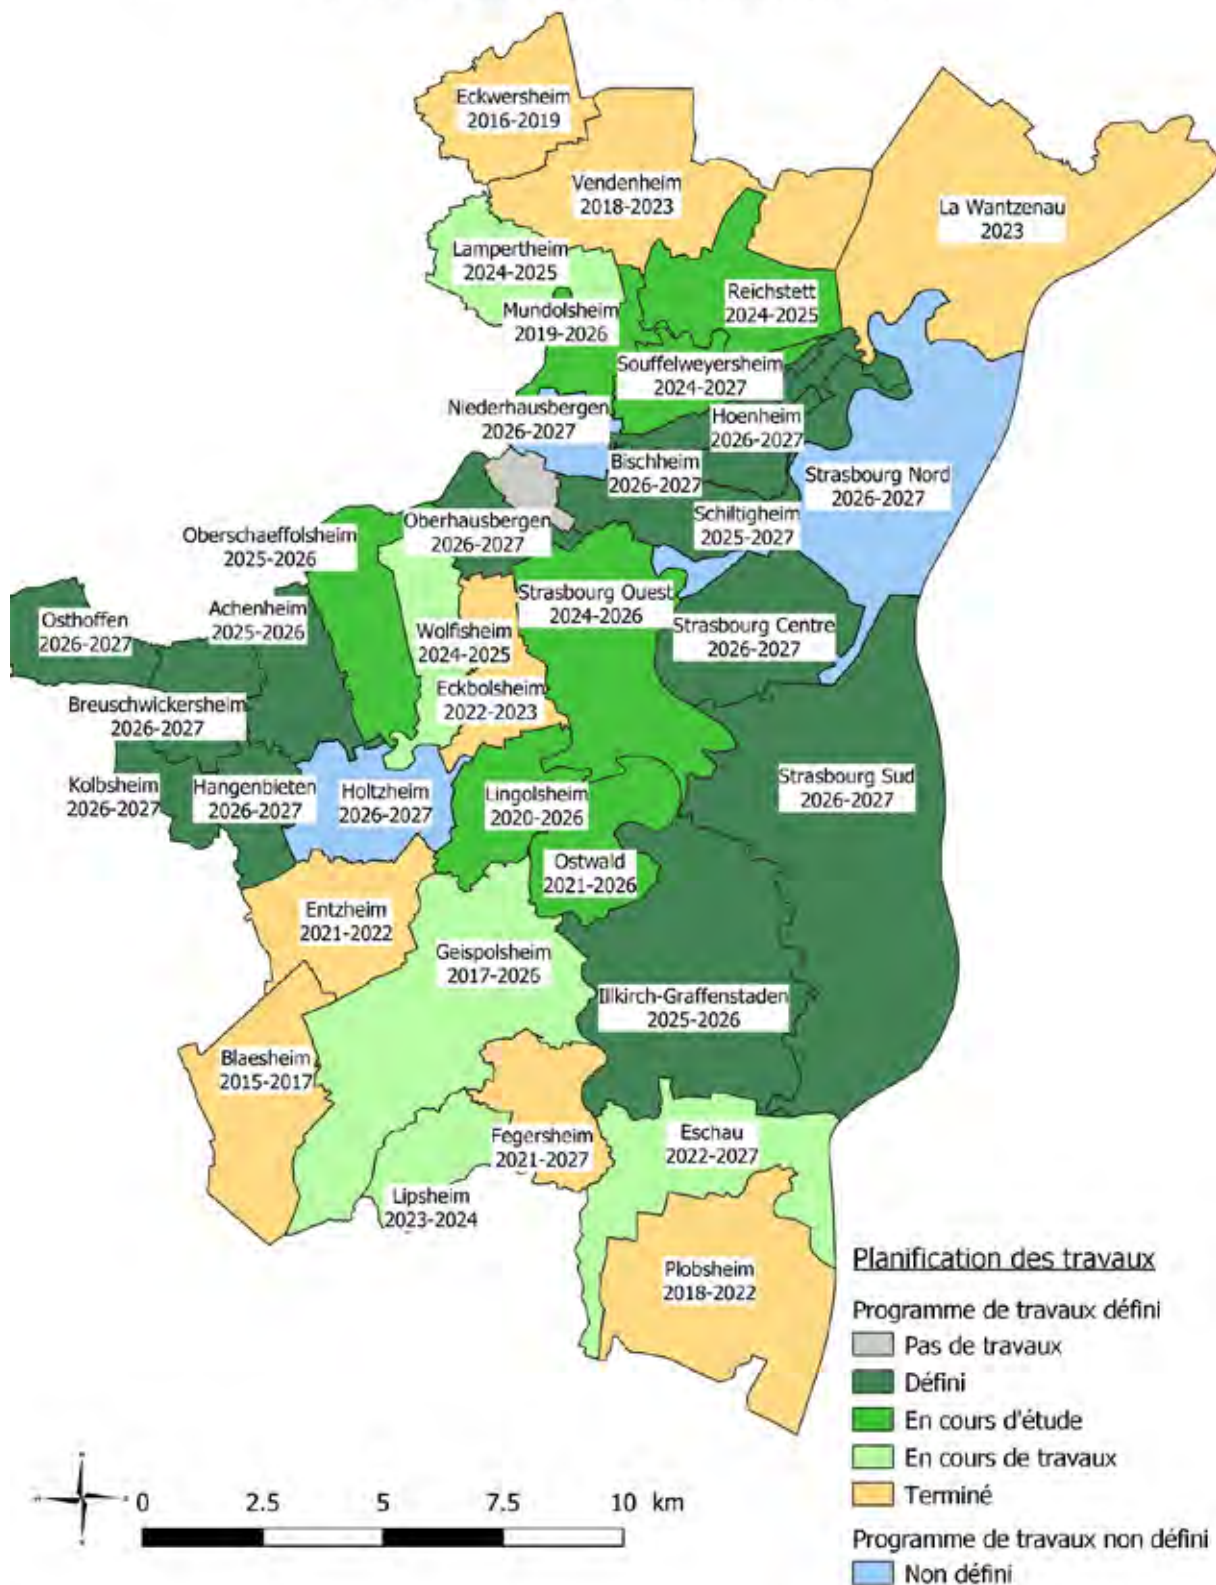 Eckwersheim
2016-2019
Vendenheim
2018-2023
La Wantzenau
2023
Lampertheim
2024-2025
Mundolsheim
2019-2026
Reichstett
2024-2025
Souffelweyersheim
2024-2027
Niederhausbergen
2026-2027
Hoenheim
2026-2027
Bischheim
2026-2027
Strasbourg Nord
2026-2027
Schiltigheim
2025-2027
Oberhausbergen
2026-2027
Oberschaeffolsheim
2025-2026
Strasbourg Ouest
2024-2026
Achenheim
2025-2026
Osthoffen
2026-2027
Wolfisheim
2024-2025
Strasbourg Centre
2026-2027
Eckbolsheim
2022-2023
Breuschwickersheim
2026-2027
Kolbsheim
2026-2027
Hangenbieten
2026-2027
Holtzheim
2026-2027
Lingolsheim
2020-2026
Strasbourg Sud
2026-2027
Ostwald
2021-2026
Entzheim
2021-2022
Geispolsheim
2017-2026
Illkirch-Graffenstaden
2025-2026
Blaesheim
2015-2017
Fegersheim
2021-2027
Eschau
2022-2027
Lipsheim
2023-2024
Plobsheim
2018-2022
Planification des travaux
Programme de travaux défini
Pas de travaux
Défini
En cours d'étude
En cours de travaux
Terminé
Programme de travaux non défini
Non défini
0 2.5 5 7.5 10 km